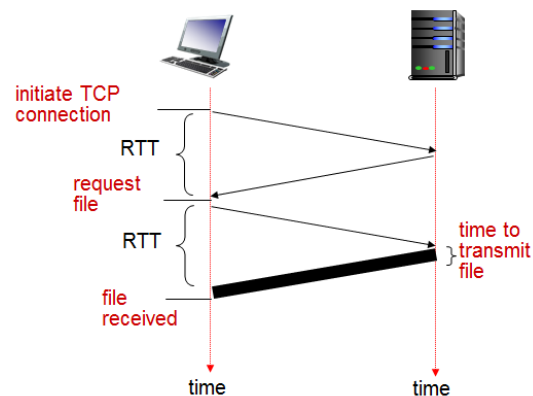 initiate TCP
connection
RTT
request
file
RTT
time to
transmit
file
file
received
time
time